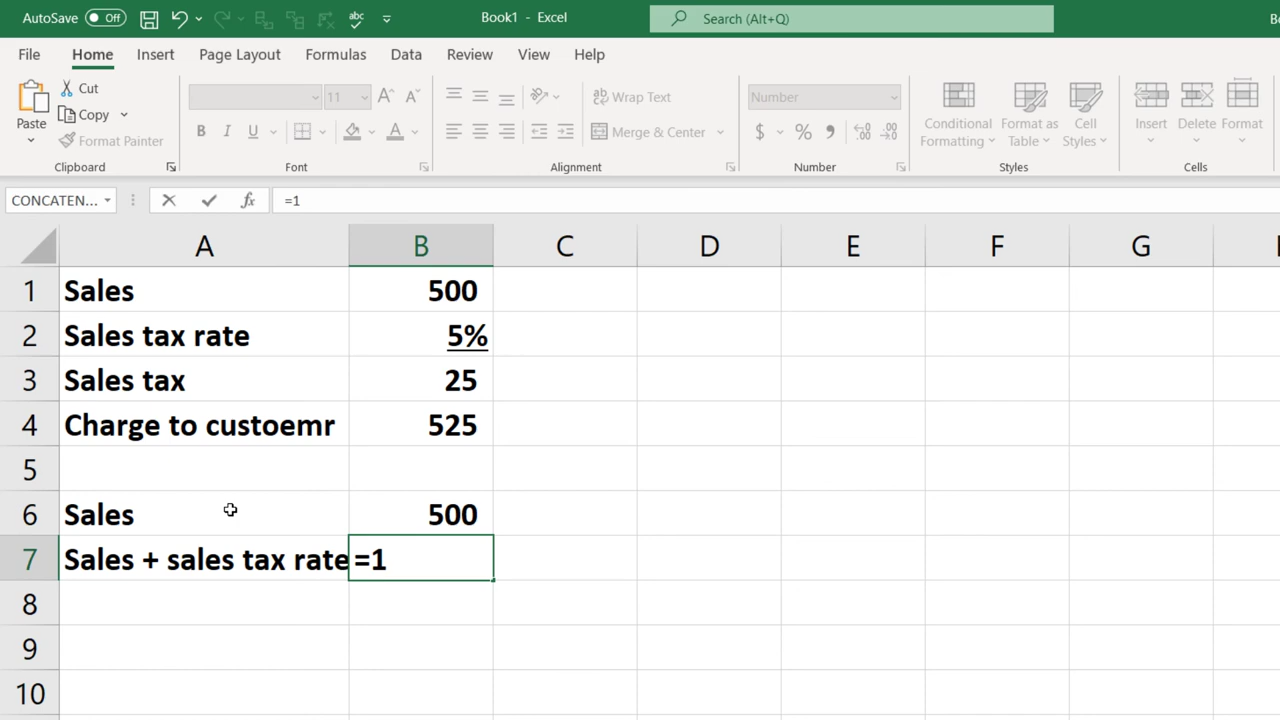 AutoSave Off Book1 - Excel Search (Alt+Q)
File Home Insert Page Layout Formulas Data Review View Help
Paste Cut Copy Format Painter
11
Wrap Text
Merge & Center
Number
$ % ,
Conditional Formatting Format as Table Cell Styles
Insert Delete Format
Clipboard Font Alignment Number Styles Cells
CONCATEN... fx =1
A B C D E F G
1 Sales 500
2 Sales tax rate 5%
3 Sales tax 25
4 Charge to custoemr 525
5
6 Sales 500
7 Sales + sales tax rate =1
8
9
10